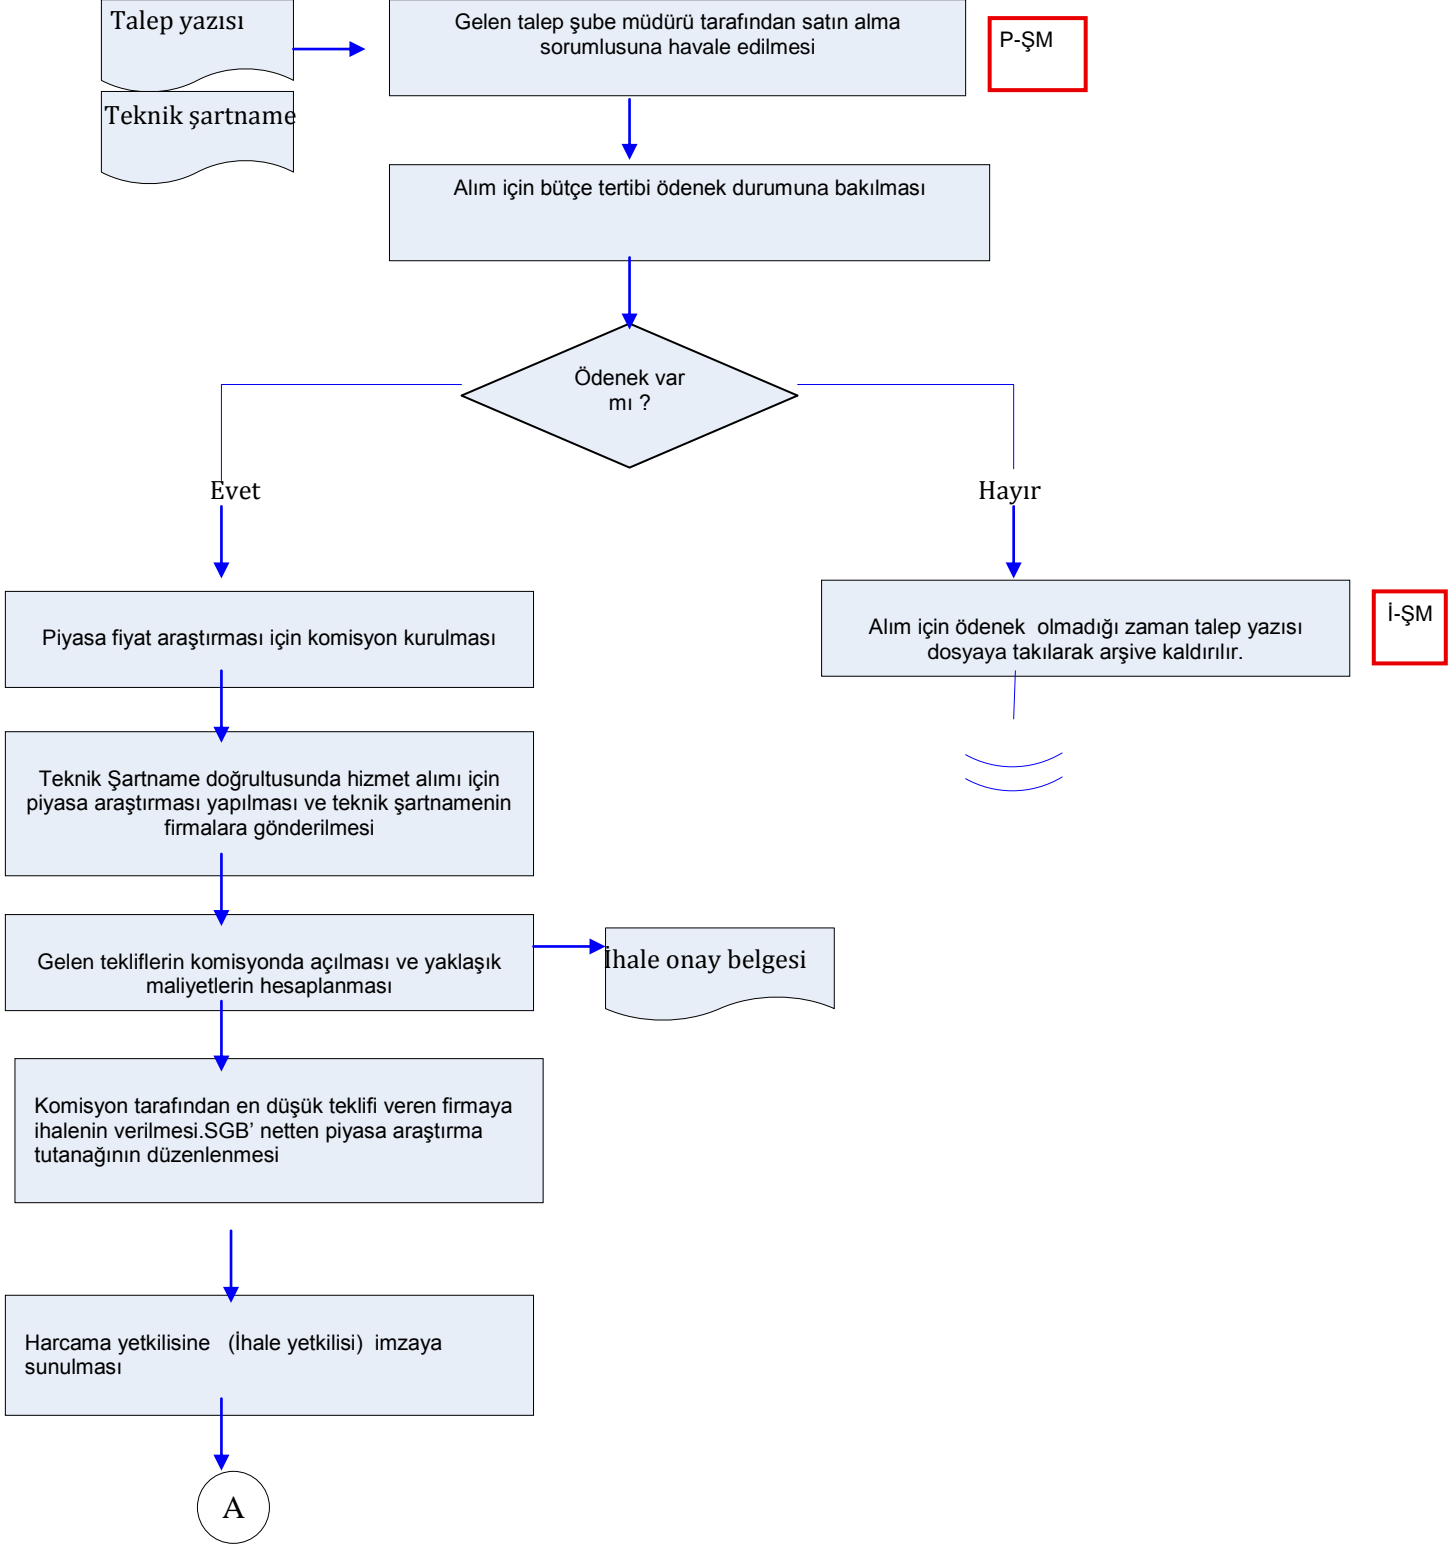 Talep yazısı
Teknik şartname
Gelen talep şube müdürü tarafından satın alma
sorumlusuna havale edilmesi
P-ŞM
Alım için bütçe tertibi ödenek durumuna bakılması
Ödenek var
mı ?
Evet
Hayır
Piyasa fiyat araştırması için komisyon kurulması
Alım için ödenek  olmadığı zaman talep yazısı
dosyaya takılarak arşive kaldırılır.
İ-ŞM
Teknik Şartname doğrultusunda hizmet alımı için
piyasa araştırması yapılması ve teknik şartnamenin
firmalara gönderilmesi
Gelen tekliflerin komisyonda açılması ve yaklaşık
maliyetlerin hesaplanması
İhale onay belgesi
Komisyon tarafından en düşük teklifi veren firmaya
ihalenin verilmesi.SGB’ netten piyasa araştırma
tutanağının düzenlenmesi
Harcama yetkilisine   (İhale yetkilisi)  imzaya
sunulması
A